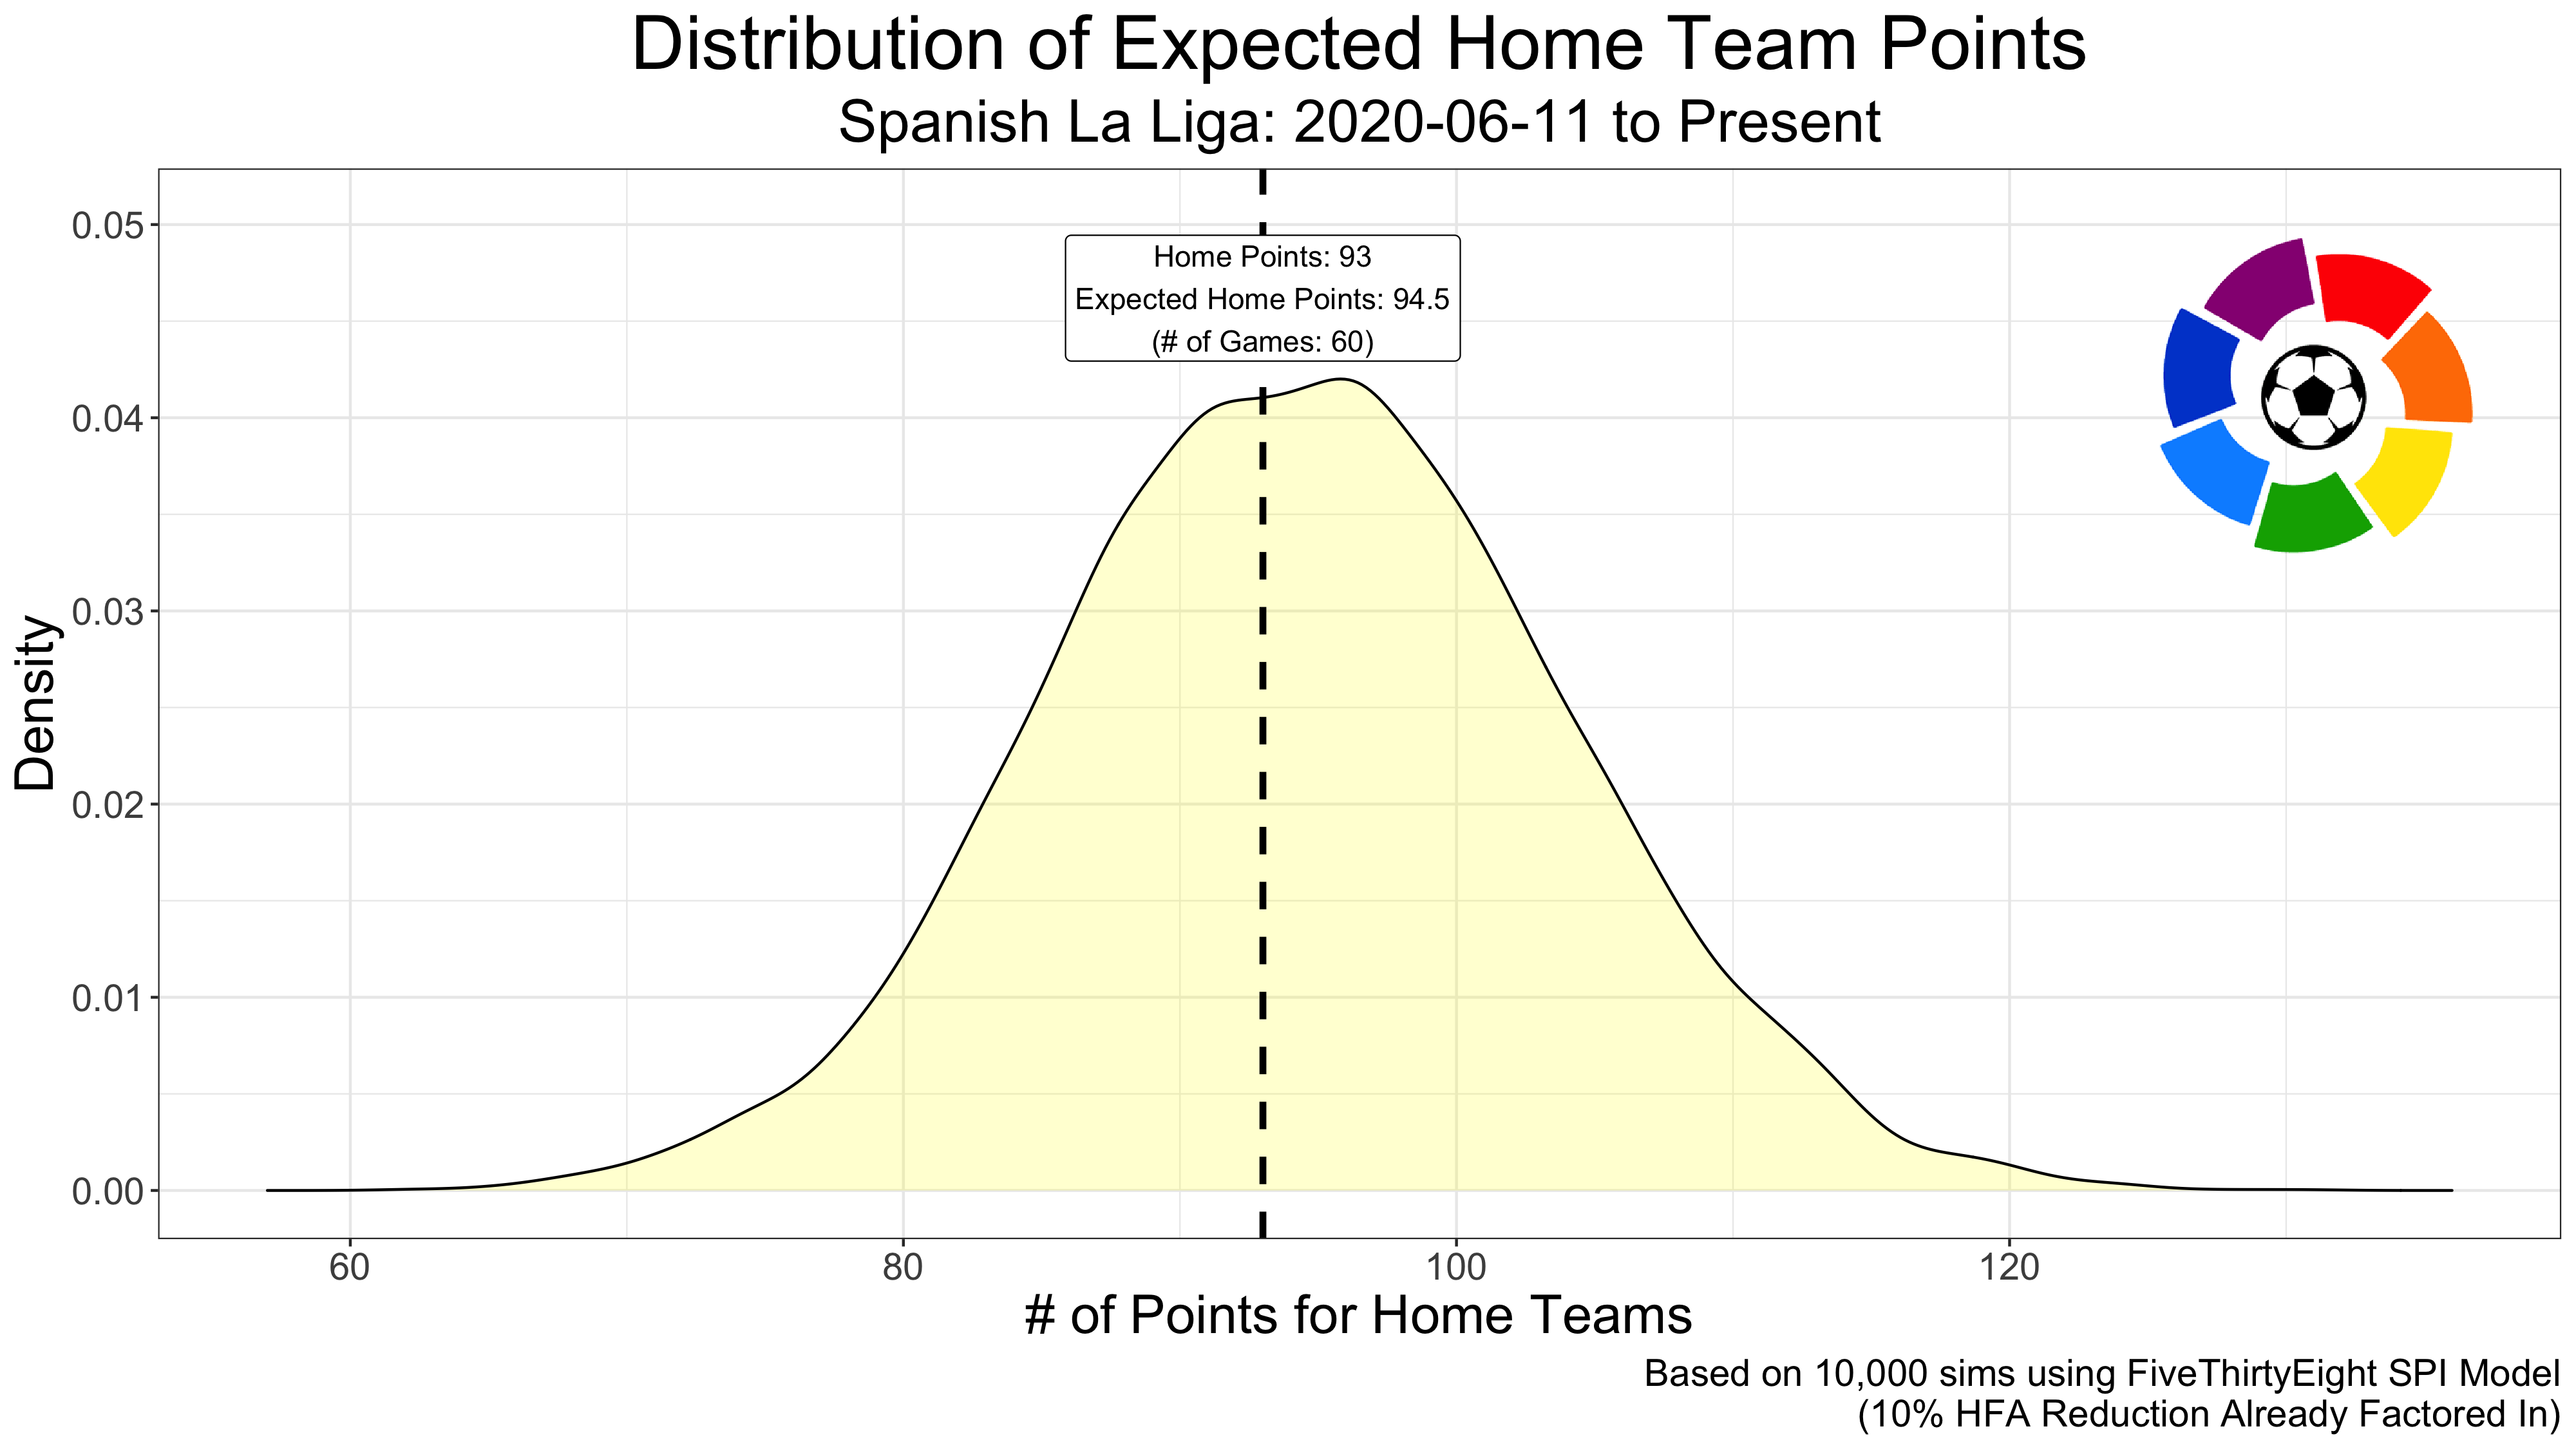 Distribution of Expected Home Team Points
Spanish La Liga: 2020-06-11 to Present
Home Points: 93
Expected Home Points: 94.5
(# of Games: 60)
Density
0.05
0.04
0.03
0.02
0.01
0.00
60 80 100 120
# of Points for Home Teams
Based on 10,000 sims using FiveThirtyEight SPI Model
(10% HFA Reduction Already Factored In)